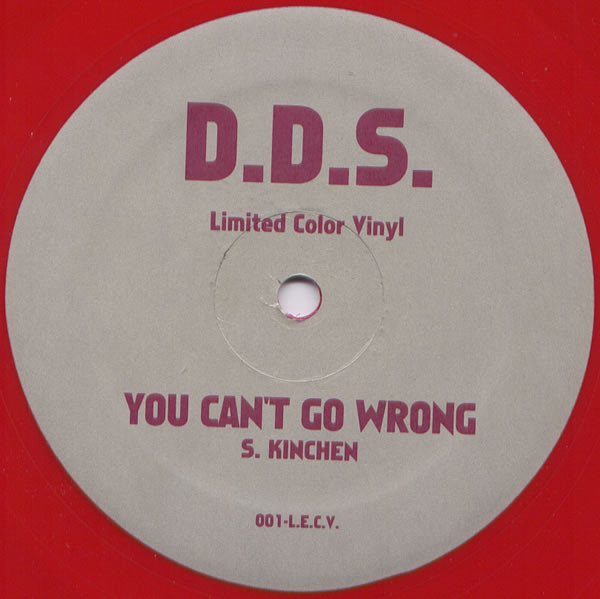 D.D.S.
Limited Color Vinyl
YOU CAN'T GO WRONG
S. KINCHEN
001-L.E.C.V.